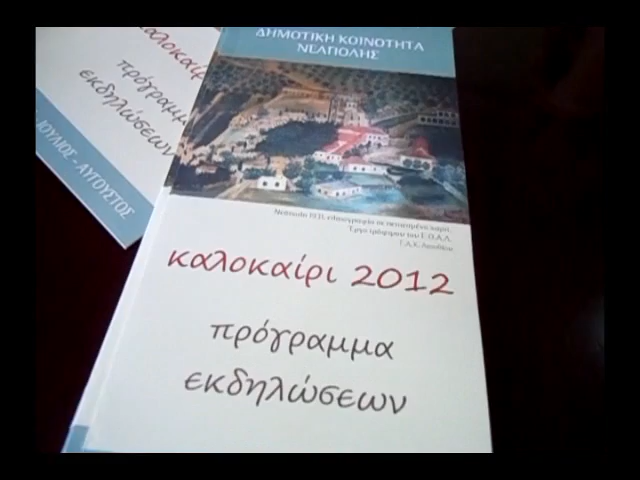 ΔΗΜΟΤΙΚΗ ΚΟΙΝΟΤΗΤΑ
ΝΕΑΠΟΛΗΣ
καλοκαίρι 2012
πρόγραμμα
εκδηλώσεων
καλοκαίρι
πρόγραμμα
εκδηλώσεων
ΙΟΥΛΙΟΣ - ΑΥΓΟΥΣΤΟΣ